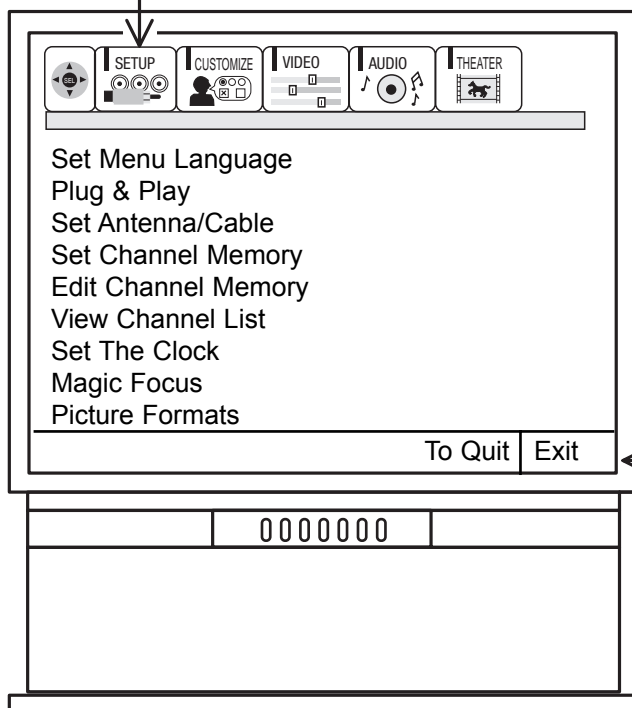 SEL SETUP CUSTOMIZE VIDEO AUDIO THEATER
Set Menu Language
Plug & Play
Set Antenna/Cable
Set Channel Memory
Edit Channel Memory
View Channel List
Set The Clock
Magic Focus
Picture Formats
To Quit Exit